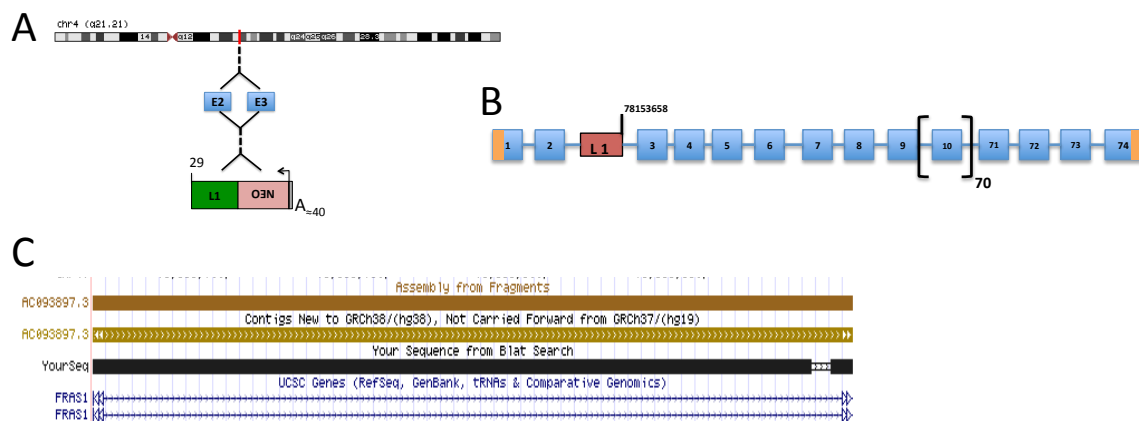 A
chr4 (q21.21)
14 q12 q24 q25 q26 28.3
E2 E3
29
L1 NEO
A≈40
B
78153658
1 2 L1 3 4 5 6 7 8 9 10 71 72 73 74
70
C
Assembly from Fragments
AC093897.3
Contigs New to GRCh38/(hg38), Not Carried Forward from GRCh37/(hg19)
AC093897.3
Your Sequence from Blat Search
YourSeq
UCSC Genes (RefSeq, GenBank, tRNAs & Comparative Genomics)
FRAS1
FRAS1